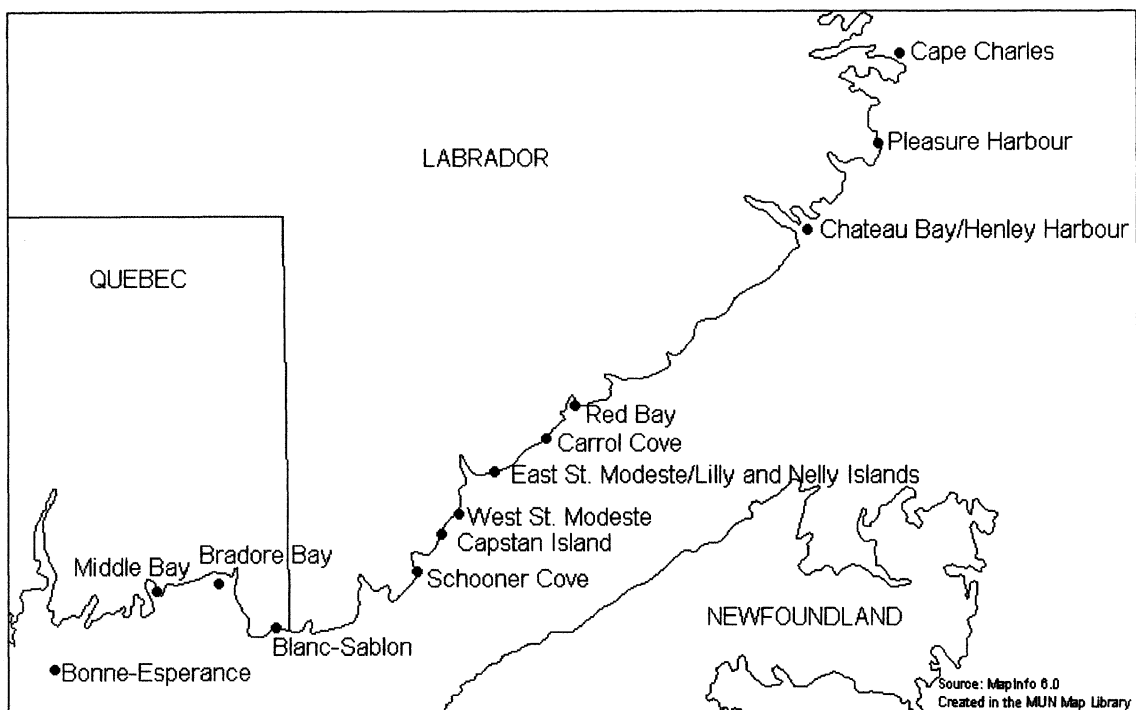 Cape Charles
Pleasure Harbour
LABRADOR
Chateau Bay/Henley Harbour
QUEBEC
Red Bay
Carrol Cove
East St. Modeste/Lilly and Nelly Islands
West St. Modeste
Capstan Island
Bradore Bay
Middle Bay
Schooner Cove
NEWFOUNDLAND
Blanc-Sablon
Bonne-Esperance
Source: MapInfo 6.0
Created in the MUN Map Library